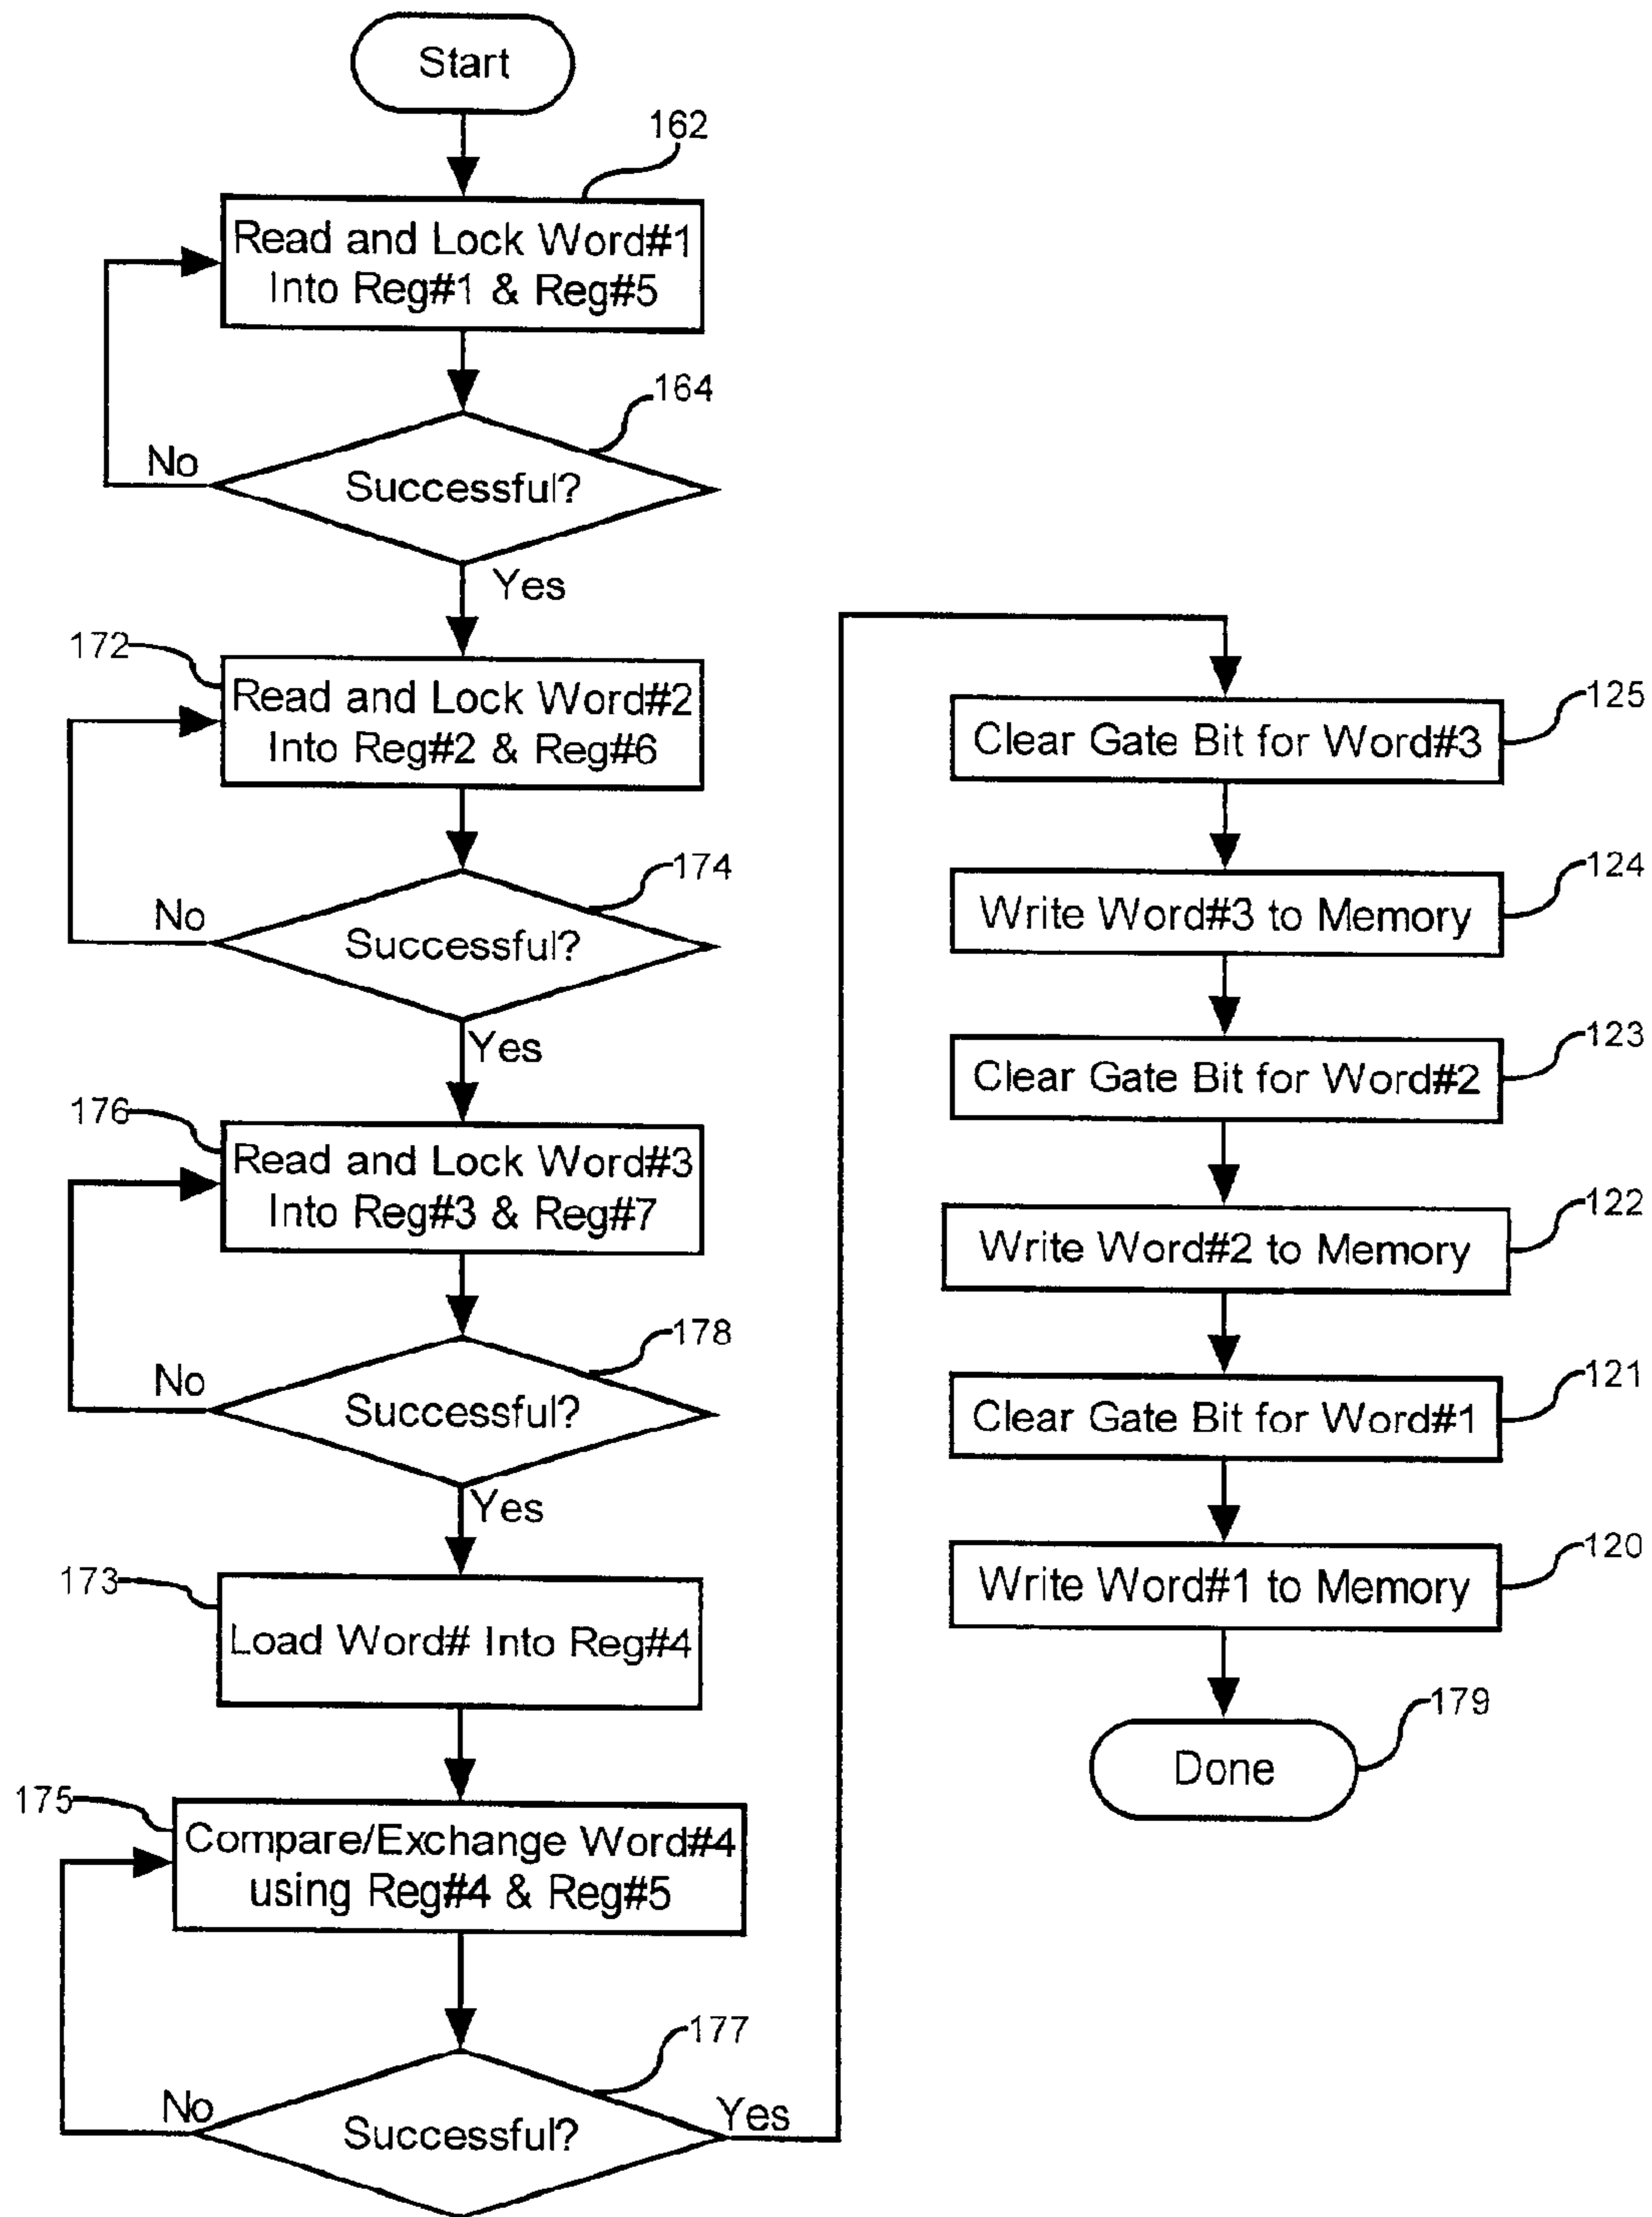 Start
162
Read and Lock Word#1
Into Reg#1 & Reg#5
164
No
Successful?
Yes
172
Read and Lock Word#2
Into Reg#2 & Reg#6
174
No
Successful?
Yes
176
Read and Lock Word#3
Into Reg#3 & Reg#7
178
No
Successful?
Yes
173
Load Word# Into Reg#4
175
Compare/Exchange Word#4
using Reg#4 & Reg#5
177
No
Successful?
Yes
125
Clear Gate Bit for Word#3
124
Write Word#3 to Memory
123
Clear Gate Bit for Word#2
122
Write Word#2 to Memory
121
Clear Gate Bit for Word#1
120
Write Word#1 to Memory
179
Done